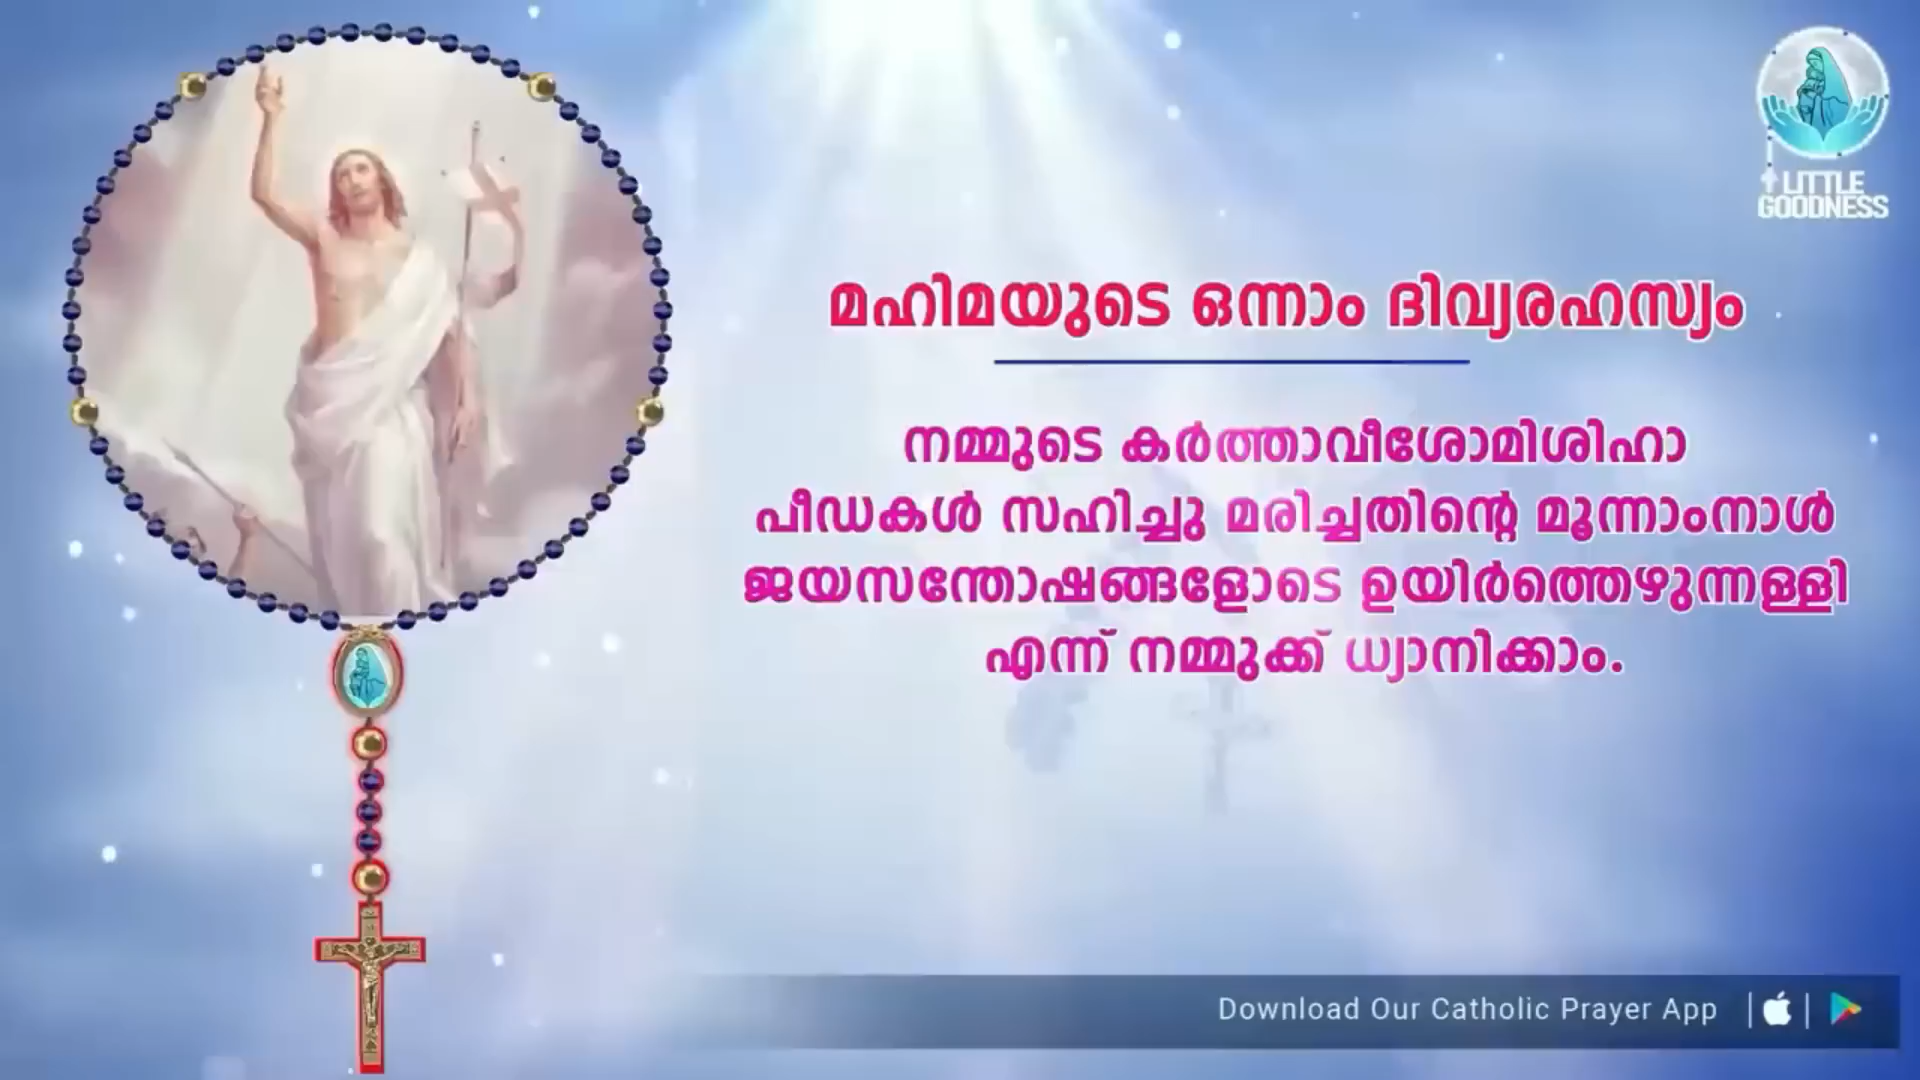 LITTLE
GOODNESS
മഹിമയുടെ ഒന്നാം ദിവ്യരഹസ്യം
നമ്മുടെ കർത്താവീശോമിശിഹാ
പീഡകൾ സഹിച്ചു മരിച്ചതിന്റെ മൂന്നാംനാൾ
ജയസന്തോഷങ്ങളോടെ ഉയിർത്തെഴുന്നള്ളി
എന്ന് നമ്മുക്ക് ധ്യാനിക്കാം.
Download Our Catholic Prayer App